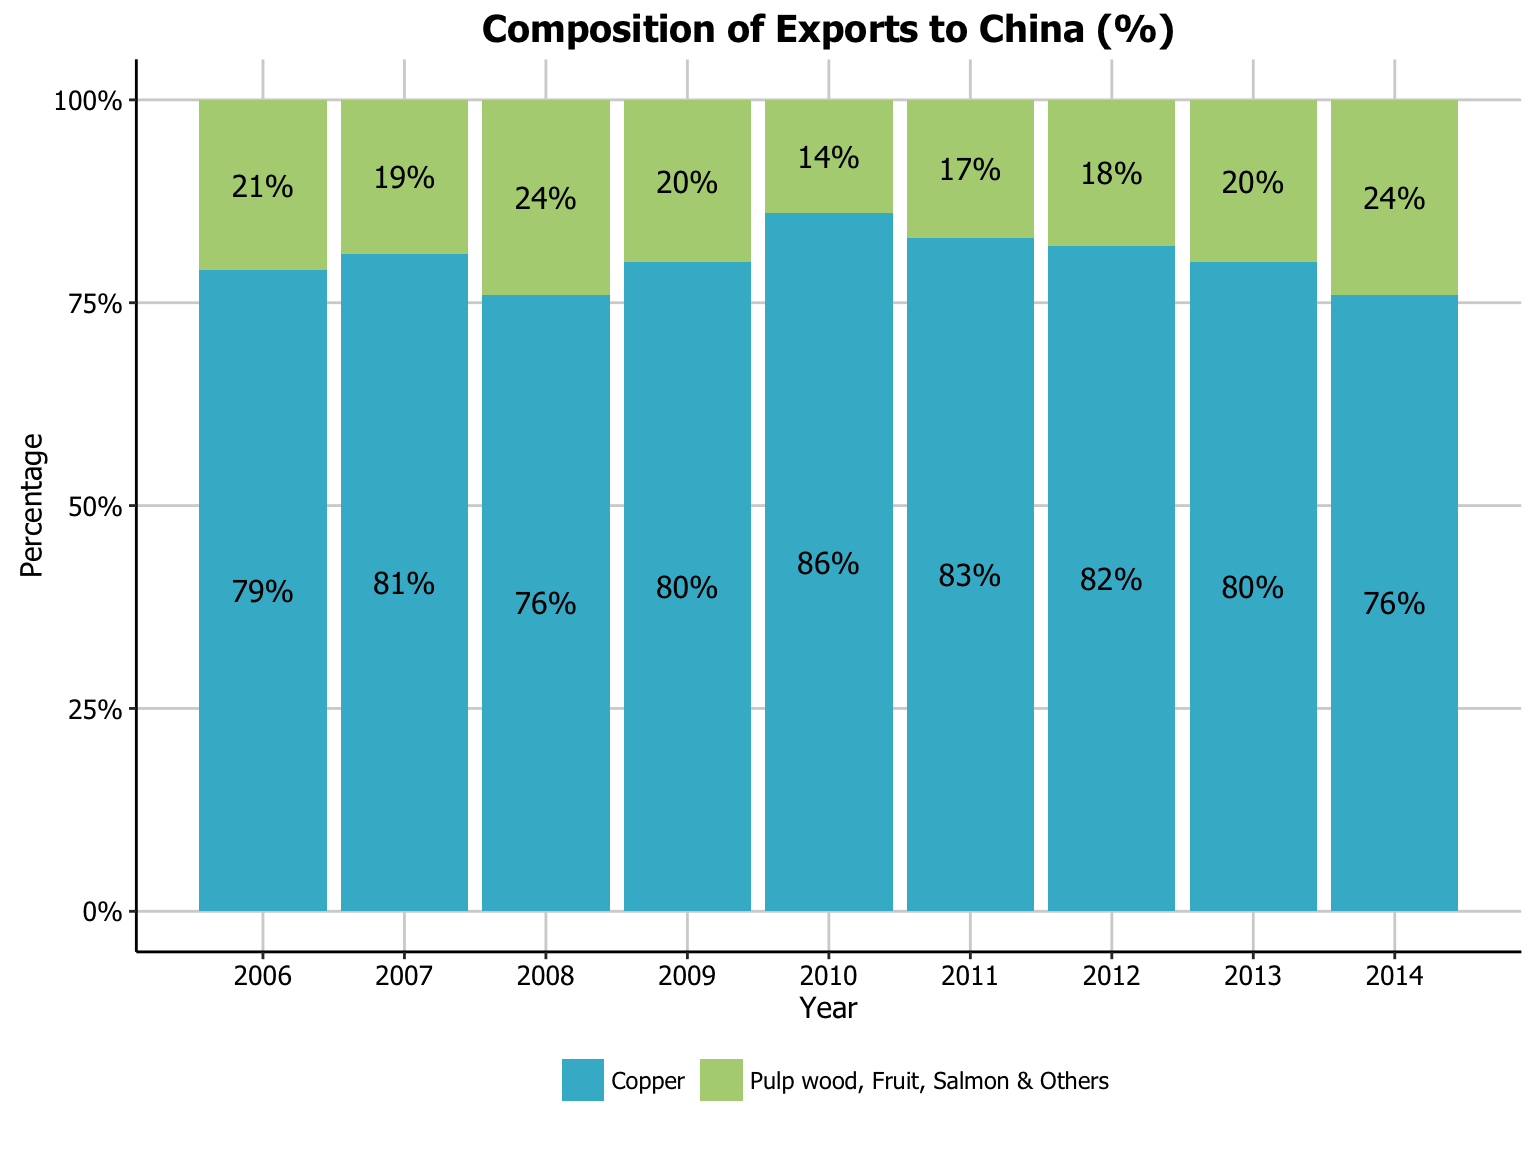 Composition of Exports to China (%)
100%
75%
50%
25%
0%
Percentage
21% 19% 24% 20% 14% 17% 18% 20% 24%
79% 81% 76% 80% 86% 83% 82% 80% 76%
2006 2007 2008 2009 2010 2011 2012 2013 2014
Year
Copper Pulp wood, Fruit, Salmon & Others